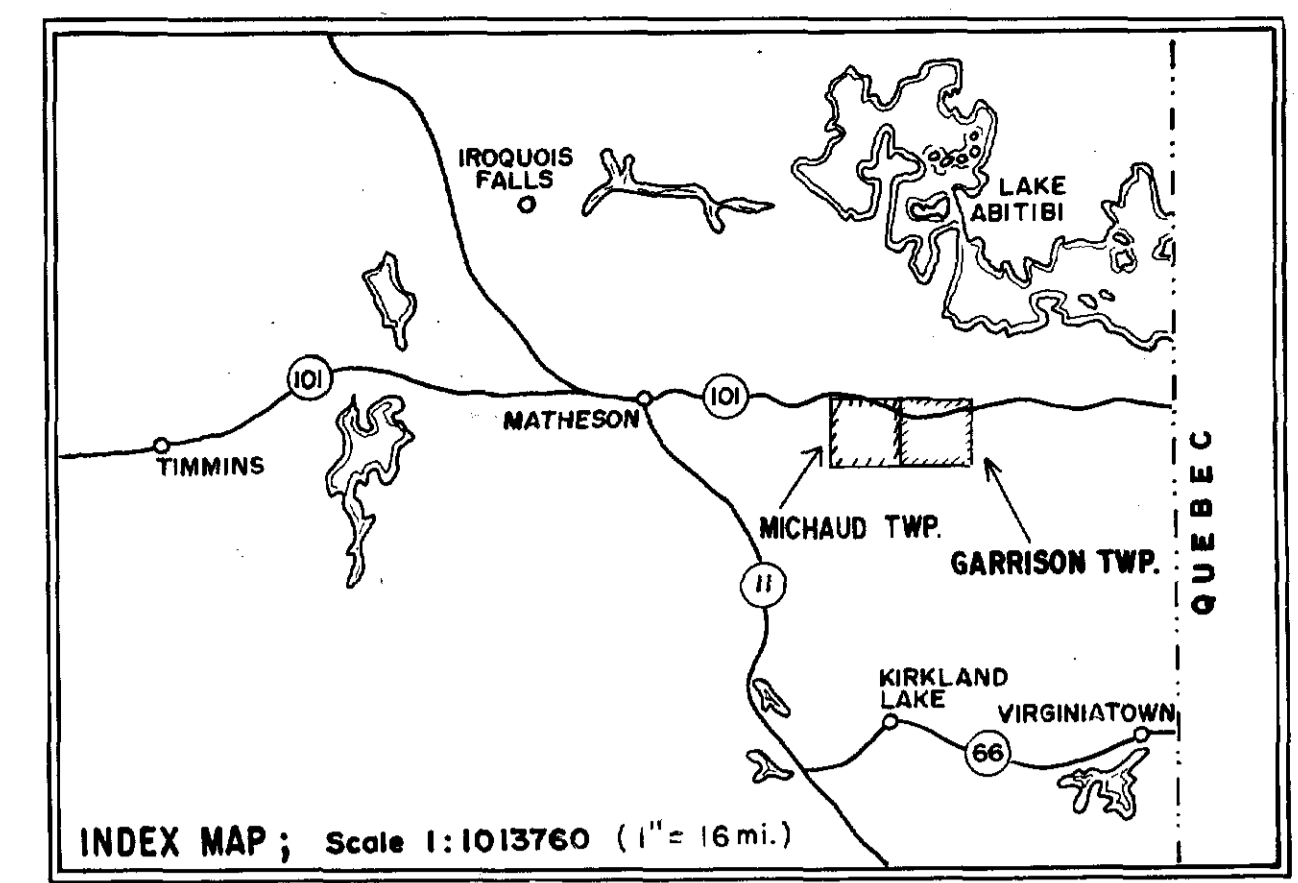 IROQUOIS
FALLS
LAKE
ABITIBI
101
MATHESON
101
TIMMINS
MICHAUD TWP.
GARRISON TWP.
QUEBEC
11
KIRKLAND
LAKE
VIRGINIATOWN
66
INDEX MAP ; Scale 1:1013760 (1" = 16 mi.)